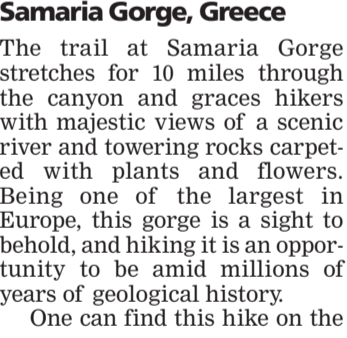 Samaria Gorge, Greece
The trail at Samaria Gorge
stretches for 10 miles through
the canyon and graces hikers
with majestic views of a scenic
river and towering rocks carpet-
ed with plants and flowers.
Being one of the largest in
Europe, this gorge is a sight to
behold, and hiking it is an oppor-
tunity to be amid millions of
years of geological history.
One can find this hike on the